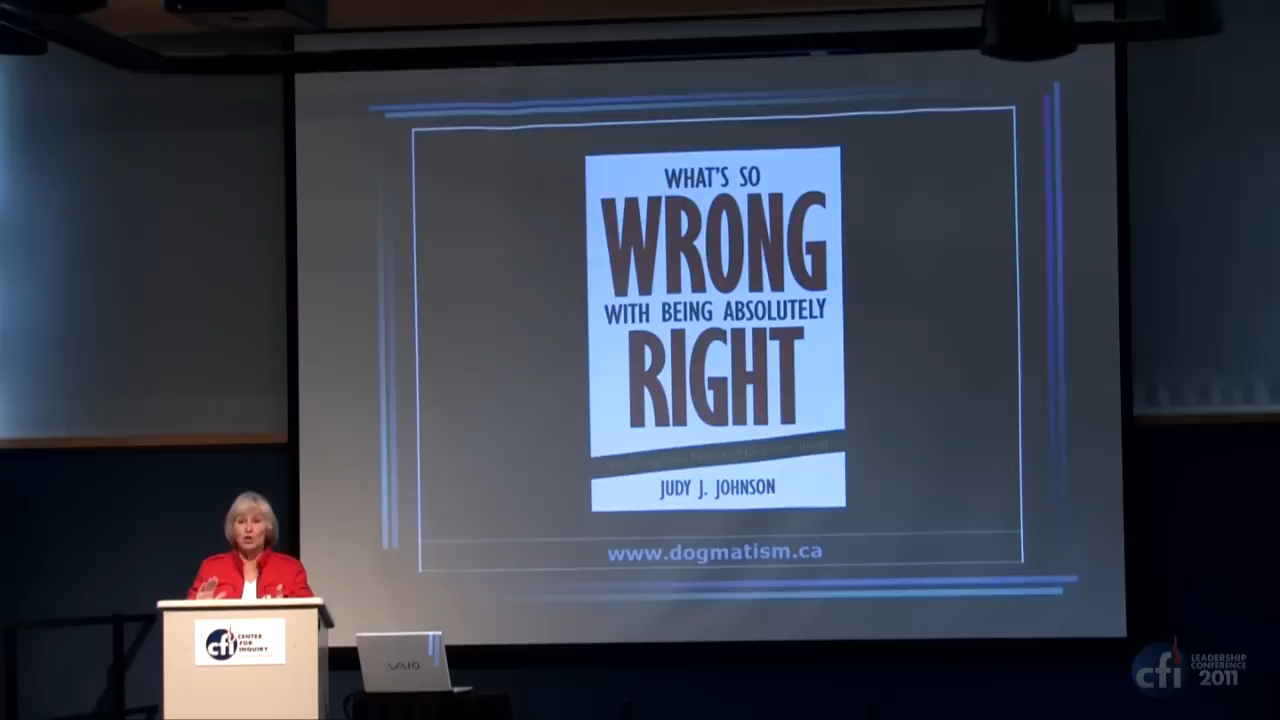 WHAT'S SO
WRONG
WITH BEING ABSOLUTELY
RIGHT
JUDY J. JOHNSON
www.dogmatism.ca
cfi CENTER
FOR
INQUIRY
VAIO
cfi LEADERSHIP
CONFERENCE
2011